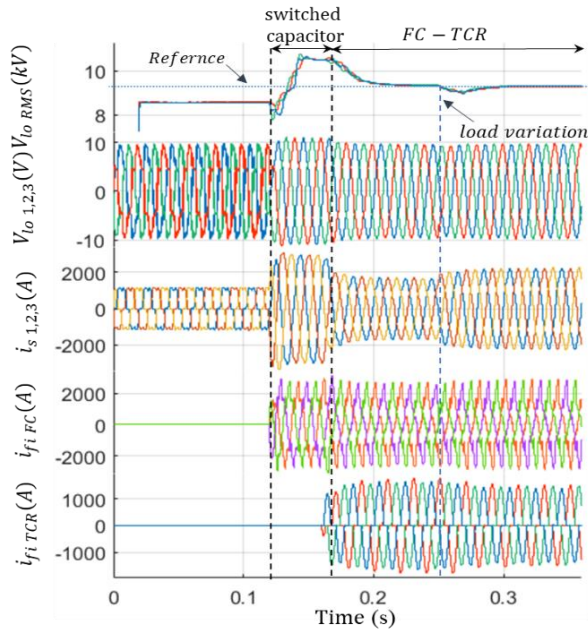 switched
capacitor
FC − TCR
Refernce
load variation
V_lo RMS(kV)
10
8
V_lo 1,2,3(V)
10
0
-10
i_s 1,2,3(A)
2000
0
-2000
i_fi FC(A)
2000
0
-2000
i_fi TCR(A)
1000
0
-1000
0
0.1
0.2
0.3
Time (s)